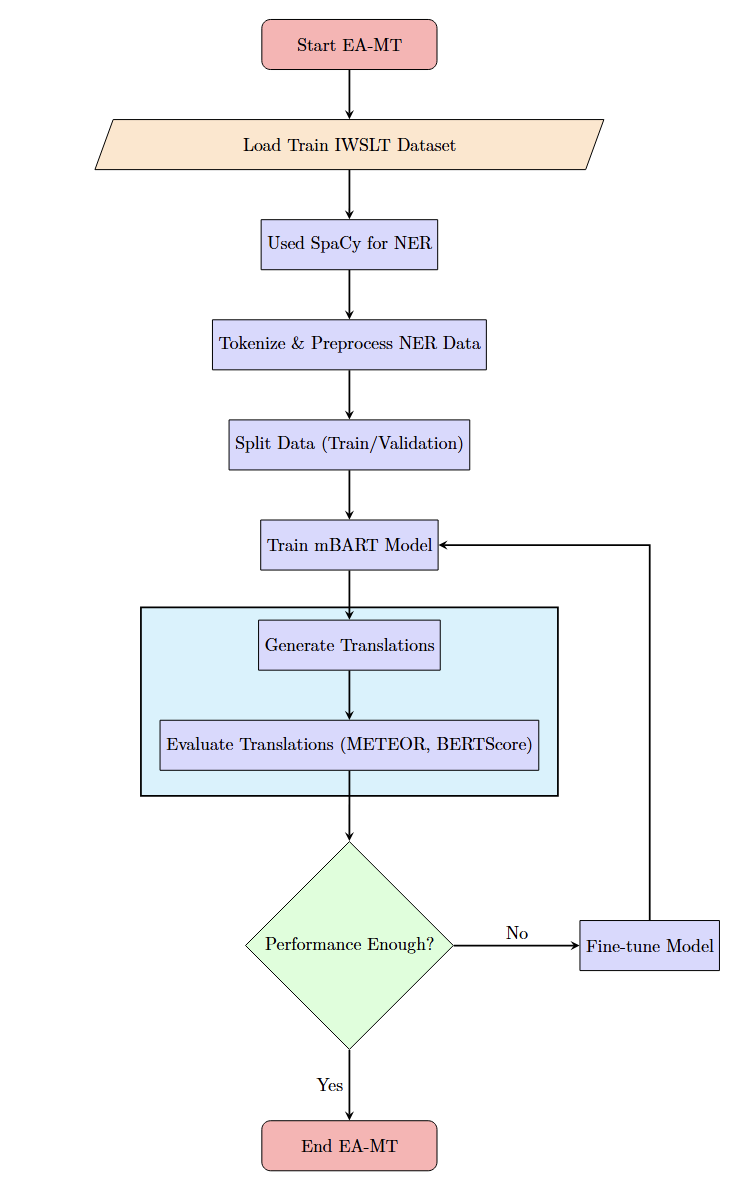 Start EA-MT
Load Train IWSLT Dataset
Used SpaCy for NER
Tokenize & Preprocess NER Data
Split Data (Train/Validation)
Train mBART Model
Generate Translations
Evaluate Translations (METEOR, BERTScore)
Performance Enough?
No
Fine-tune Model
Yes
End EA-MT